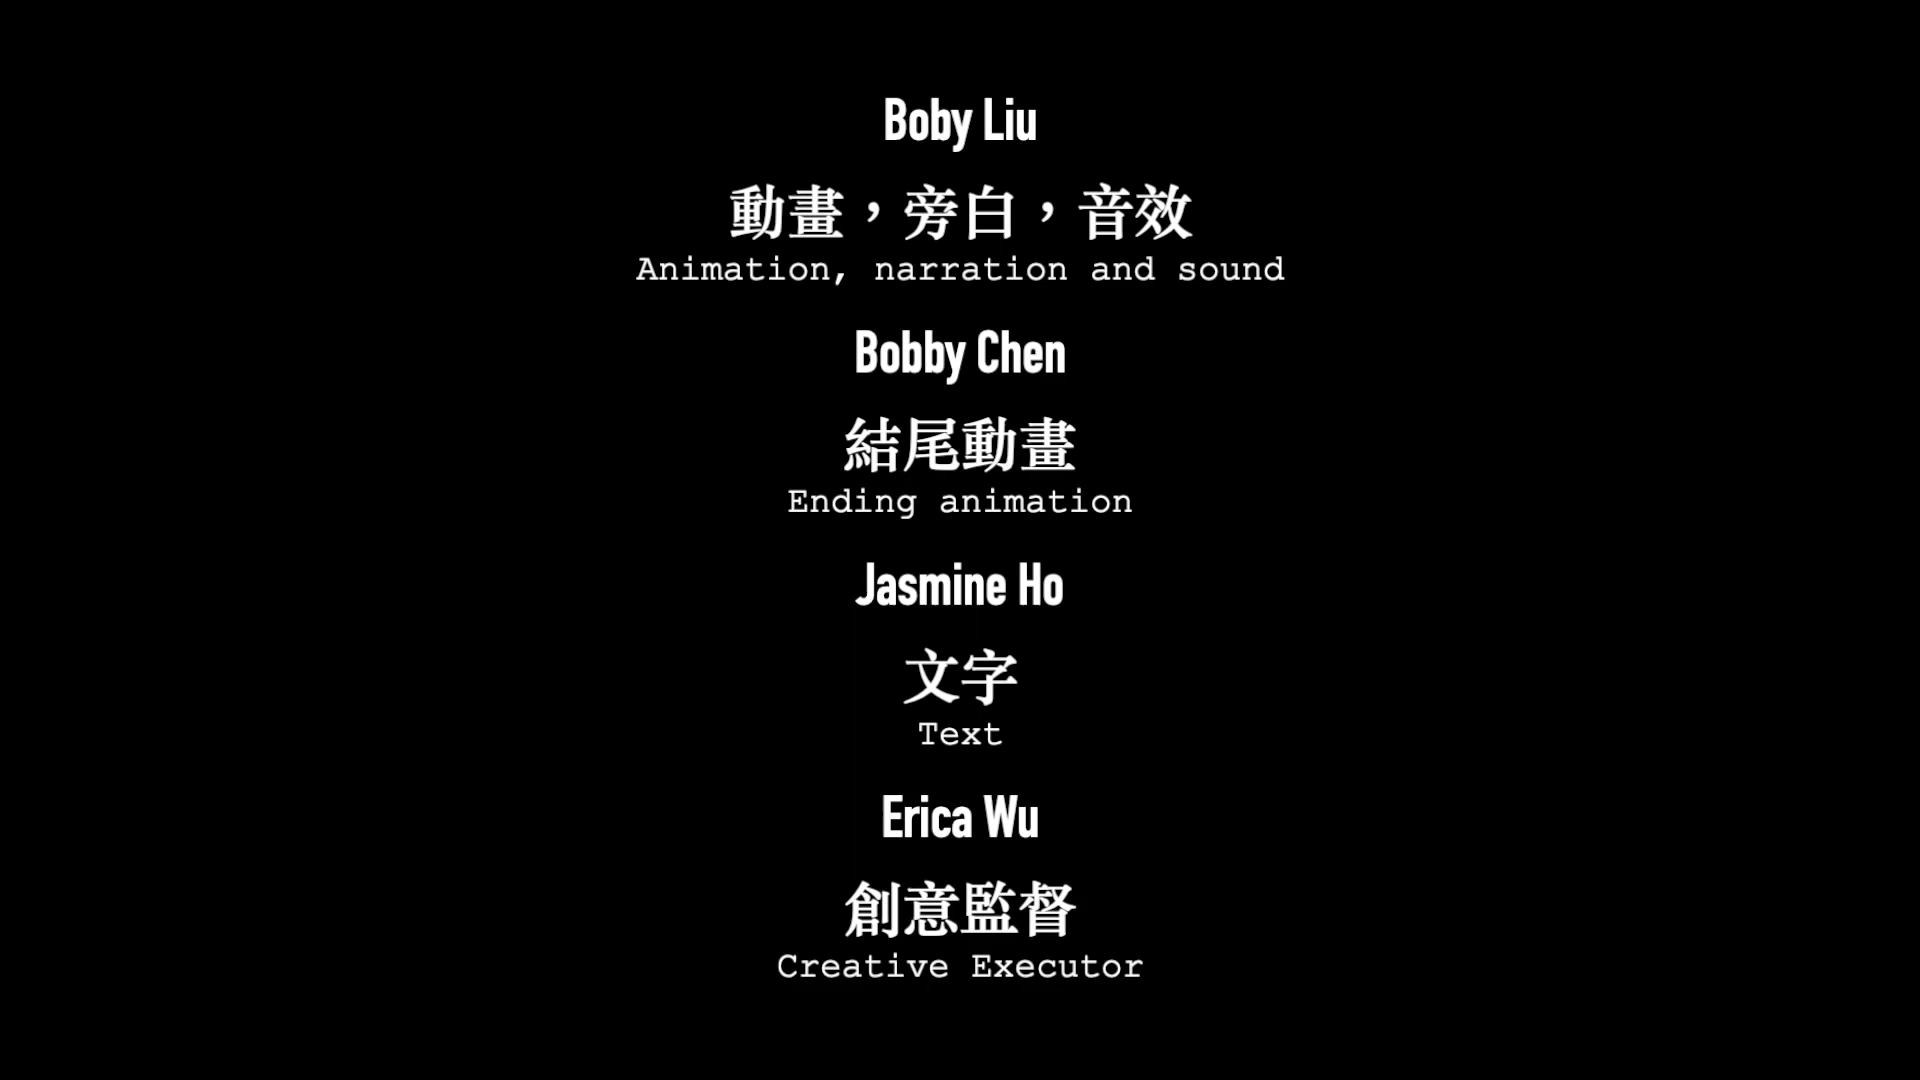 Boby Liu
動畫，旁白，音效
Animation, narration and sound
Bobby Chen
結尾動畫
Ending animation
Jasmine Ho
文字
Text
Erica Wu
創意監督
Creative Executor